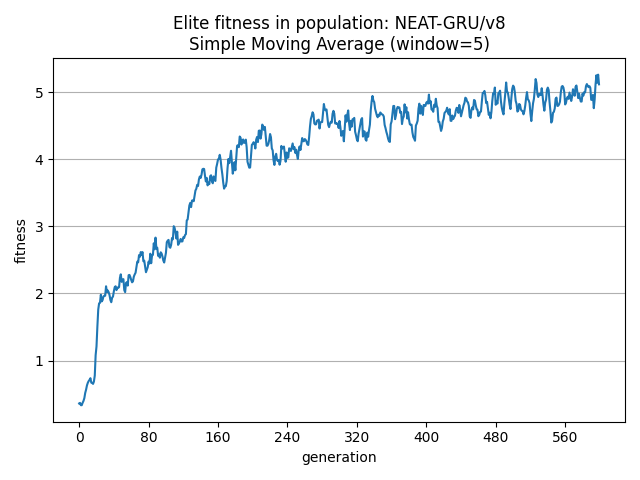 Elite fitness in population: NEAT-GRU/v8
Simple Moving Average (window=5)
fitness
5
4
3
2
1
0 80 160 240 320 400 480 560
generation